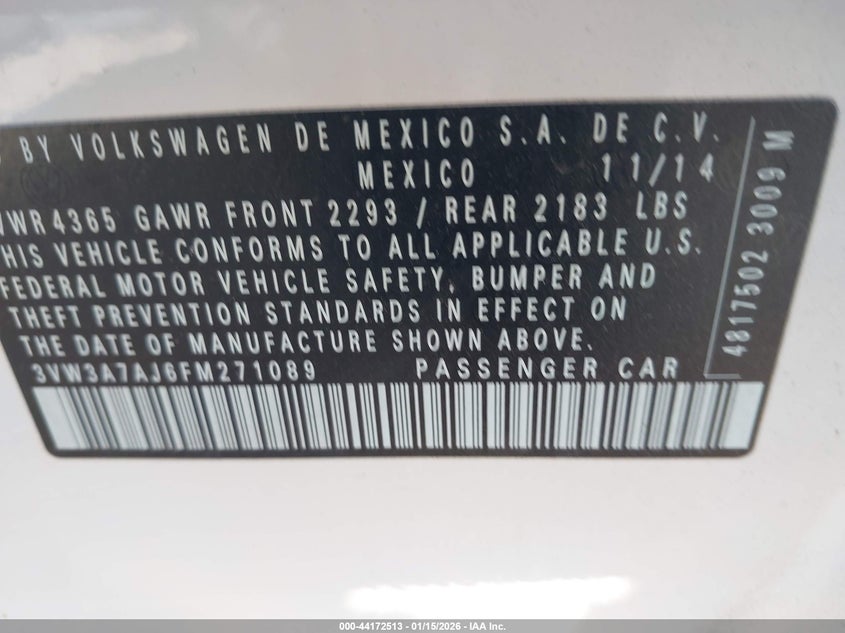 BY VOLKSWAGEN DE MEXICO S.A. DE C.V.
MEXICO 11/14
VWR4365 GAWR FRONT 2293 / REAR 2183 LBS
THIS VEHICLE CONFORMS TO ALL APPLICABLE U.S.
FEDERAL MOTOR VEHICLE SAFETY, BUMPER AND
THEFT PREVENTION STANDARDS IN EFFECT ON
THE DATE OF MANUFACTURE SHOWN ABOVE.
3VW3A7AJ6FM271089 PASSENGER CAR
4817502 3009 M
000-44172513 - 01/15/2026 - IAA Inc.